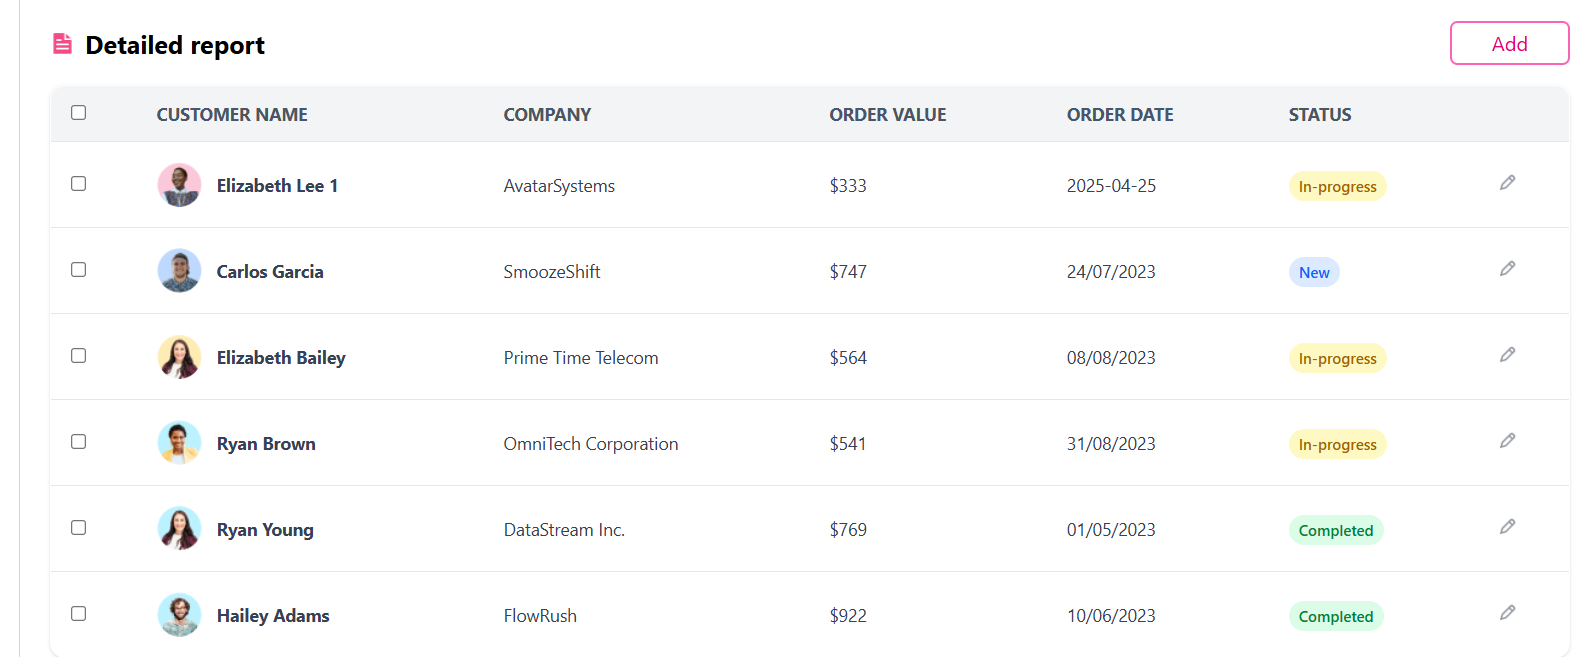 Detailed report
Add
CUSTOMER NAME COMPANY ORDER VALUE ORDER DATE STATUS
Elizabeth Lee 1 AvatarSystems $333 2025-04-25 In-progress
Carlos Garcia SmoozeShift $747 24/07/2023 New
Elizabeth Bailey Prime Time Telecom $564 08/08/2023 In-progress
Ryan Brown OmniTech Corporation $541 31/08/2023 In-progress
Ryan Young DataStream Inc. $769 01/05/2023 Completed
Hailey Adams FlowRush $922 10/06/2023 Completed